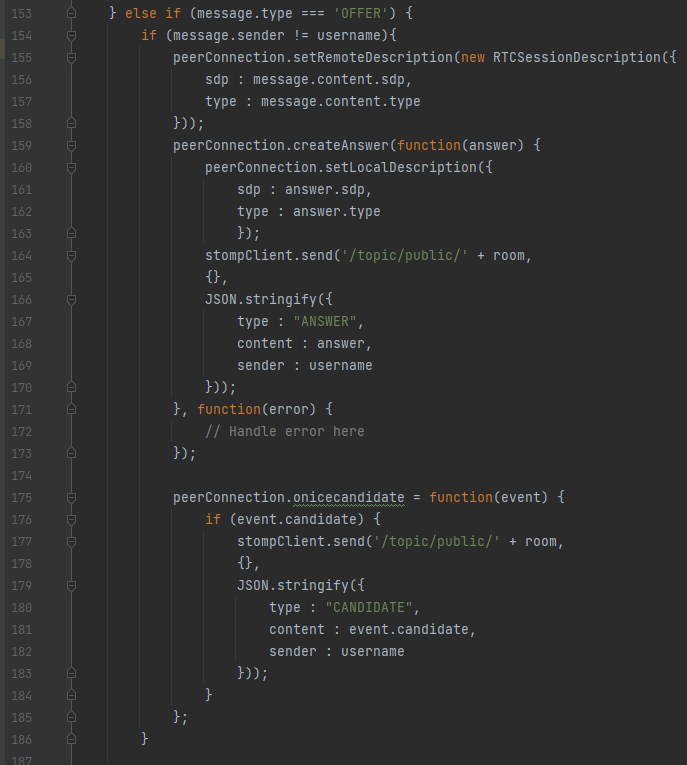 153 } else if (message.type === 'OFFER') {
154 if (message.sender != username){
155 peerConnection.setRemoteDescription(new RTCSessionDescription({
156 sdp : message.content.sdp,
157 type : message.content.type
158 }));
159 peerConnection.createAnswer(function(answer) {
160 peerConnection.setLocalDescription({
161 sdp : answer.sdp,
162 type : answer.type
163 });
164 stompClient.send('/topic/public/' + room,
165 {},
166 JSON.stringify({
167 type : "ANSWER",
168 content : answer,
169 sender : username
170 }));
171 }, function(error) {
172 // Handle error here
173 });
174
175 peerConnection.onicecandidate = function(event) {
176 if (event.candidate) {
177 stompClient.send('/topic/public/' + room,
178 {},
179 JSON.stringify({
180 type : "CANDIDATE",
181 content : event.candidate,
182 sender : username
183 }));
184 }
185 };
186 }
187